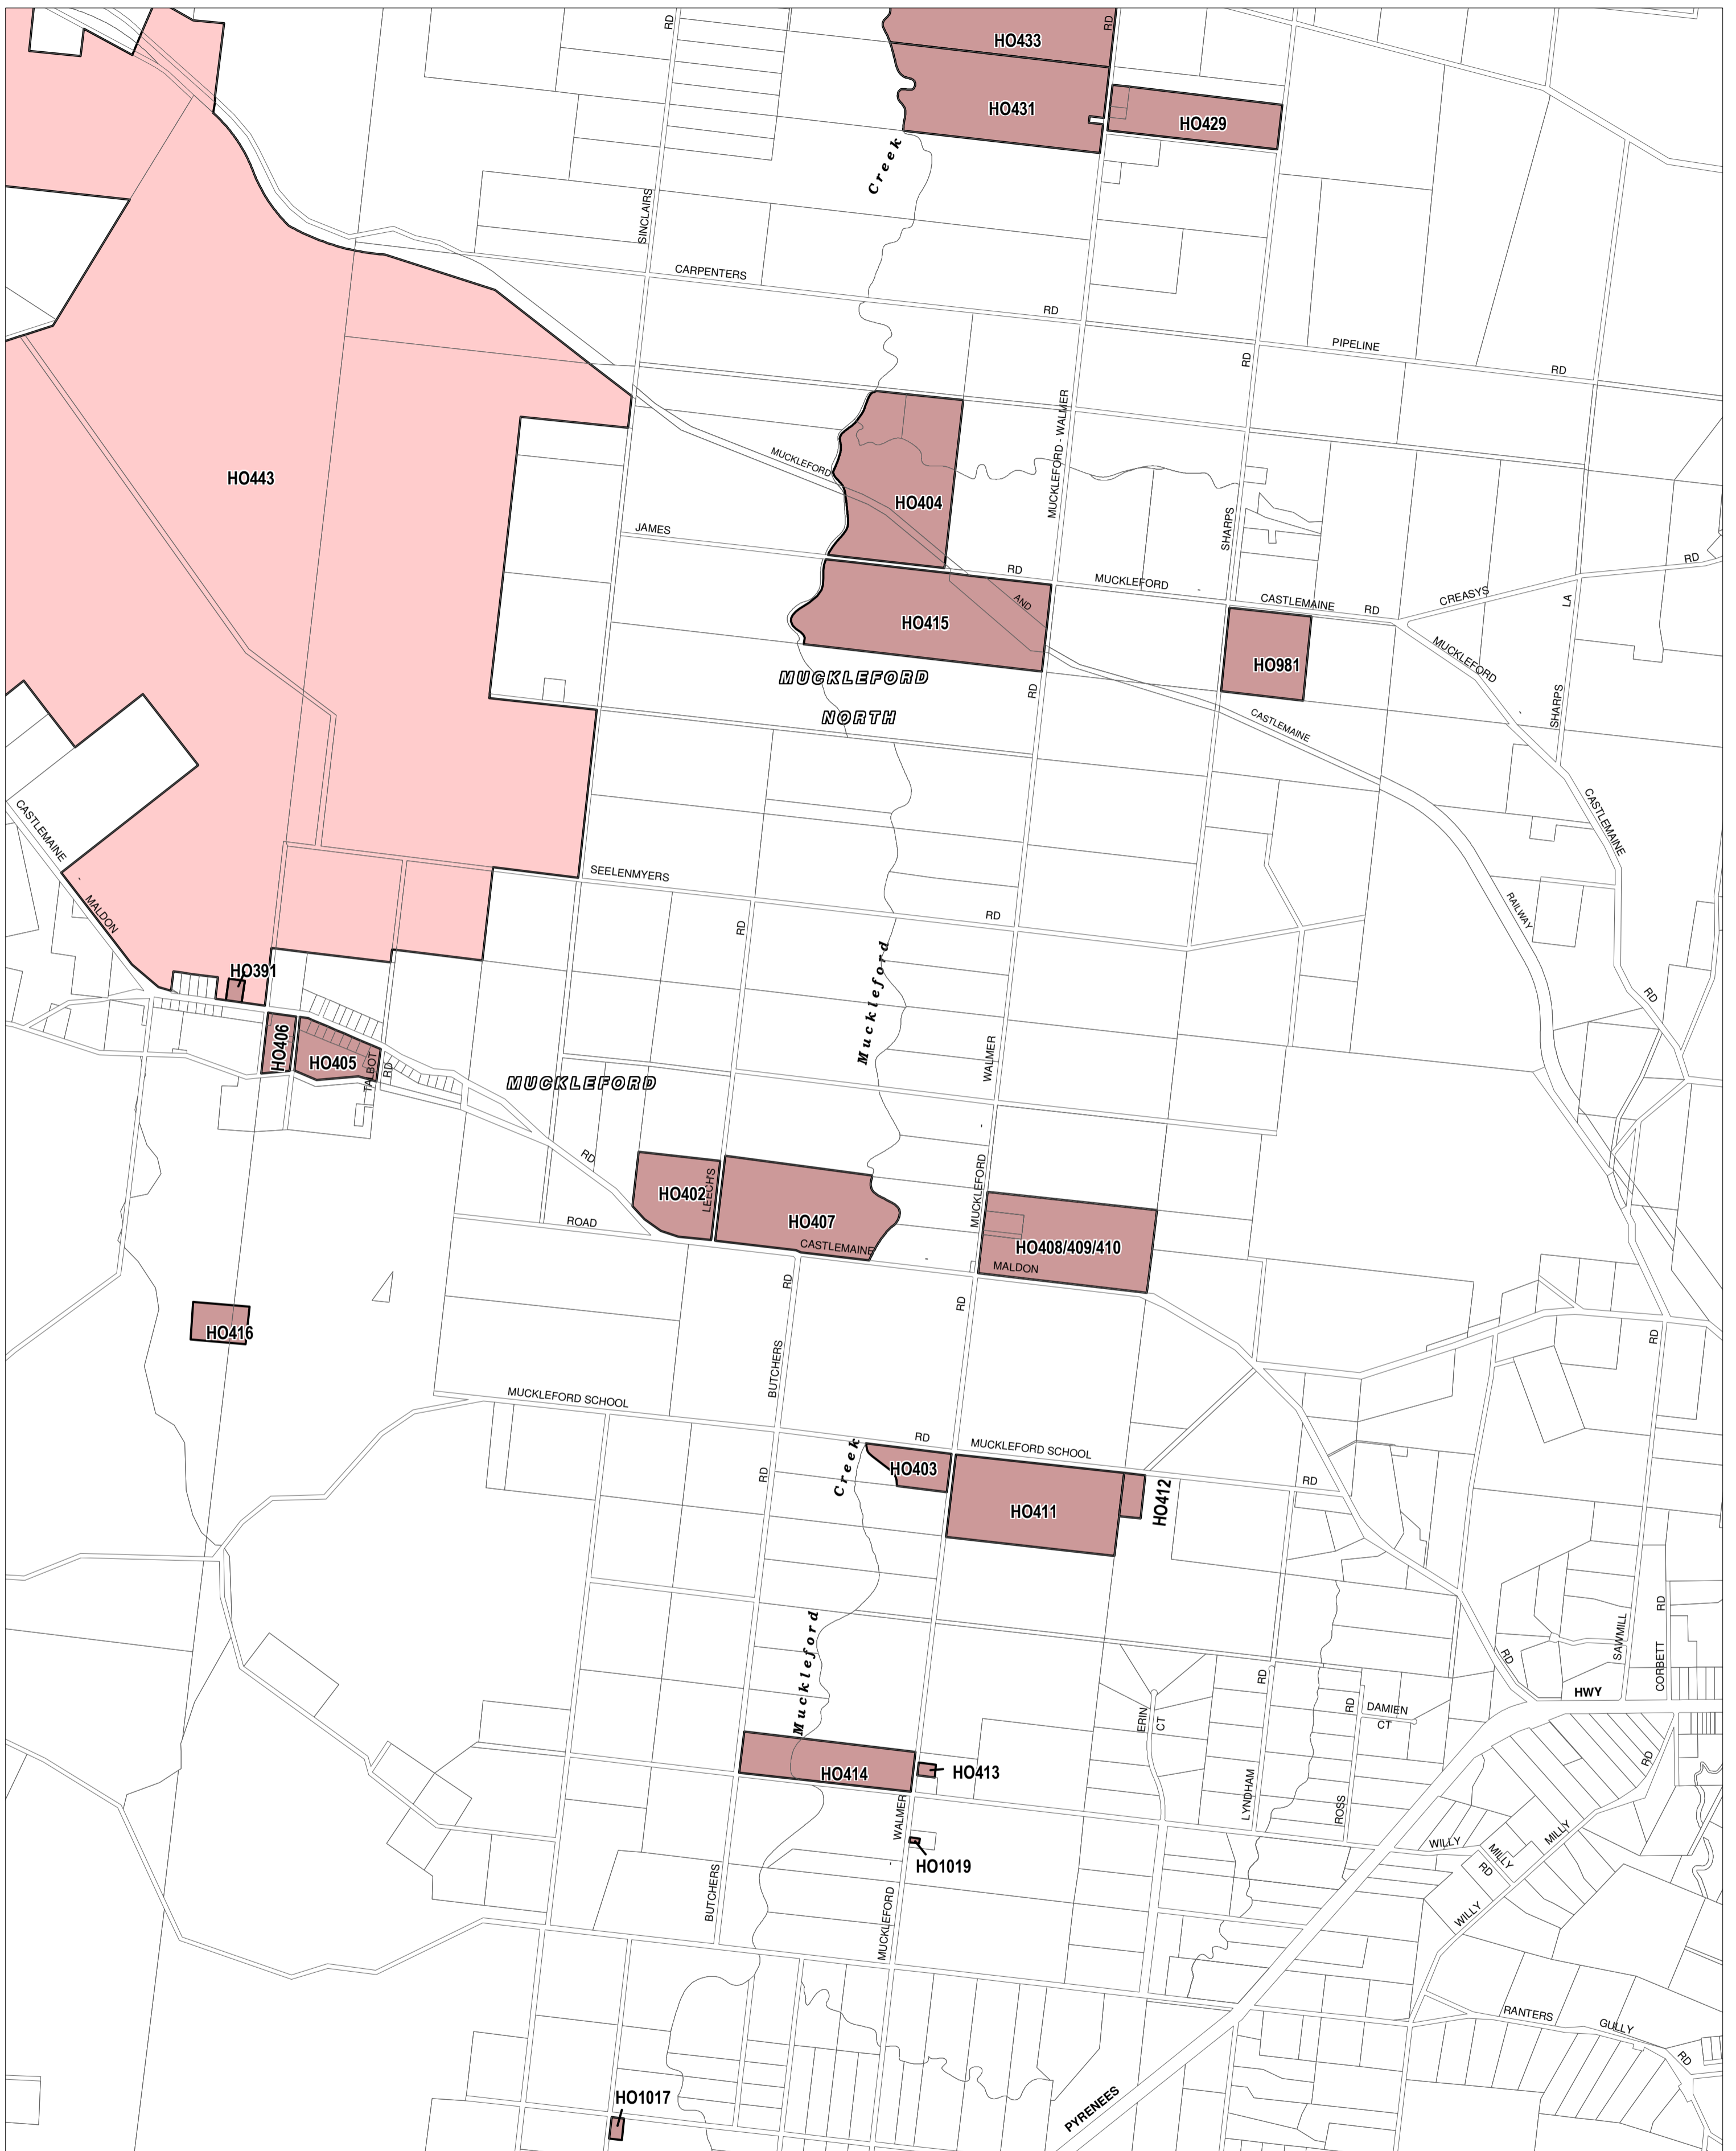 RD
HO433
RD
HO431
HO429
Creek
SINCLAIRS
CARPENTERS
RD
PIPELINE
RD
RD
MUCKLEFORD - WALMER
MUCKLEFORD
HO443
HO404
JAMES
RD
SHARPS
MUCKLEFORD
CASTLEMAINE
RD
CREASYS
RD
LA
AND
HO415
HO981
MUCKLEFORD
MUCKLEFORD
NORTH
RD
SHARPS
CASTLEMAINE
CASTLEMAINE
CASTLEMAINE
MALDON
SEELENMYERS
RD
RD
RAILWAY
Muckleford
HO391
RD
HO406
HO405
TALBOT
RD
MUCKLEFORD
WALMER
RD
HO402
LEECHS
HO407
CASTLEMAINE
ROAD
MUCKLEFORD
HO408/409/410
MALDON
RD
RD
HO416
BUTCHERS
RD
MUCKLEFORD SCHOOL
RD
MUCKLEFORD SCHOOL
RD
RD
Creek
HO403
HO411
HO412
Muckleford
RD
SAWMILL
CORBETT
RD
RD
HWY
ERIN
CT
RD
RD
DAMIEN
CT
HO414
HO413
LYNDHAM
ROSS
RD
WALMER
HO1019
WILLY
MILLY
RD
MILLY
WILLY
BUTCHERS
MUCKLEFORD
RANTERS
GULLY
RD
HO1017
PYRENEES